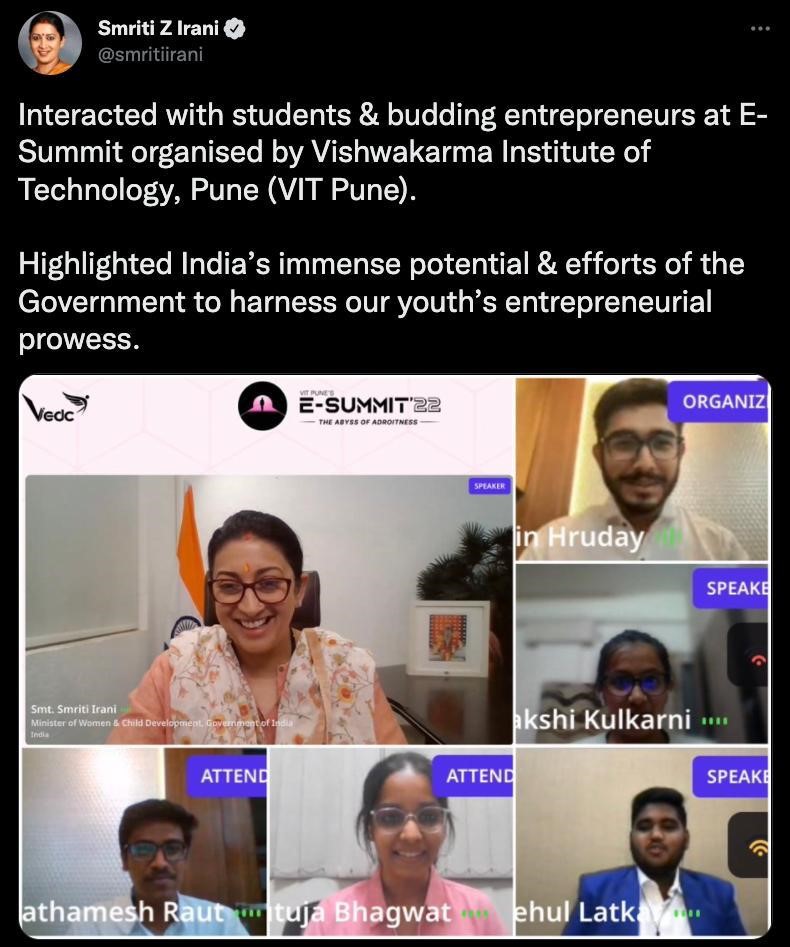 Smriti Z Irani
@smritiirani
Interacted with students & budding entrepreneurs at E-
Summit organised by Vishwakarma Institute of
Technology, Pune (VIT Pune).
Highlighted India's immense potential & efforts of the
Government to harness our youth's entrepreneurial
prowess.
Vedc
VIT PUNE'S
E-SUMMIT'22
THE ABYSS OF ADROITNESS
ORGANIZ
in Hruday
SPEAKER
Smt. Smriti Irani
Minister of Women & Child Development, Government of India
India
SPEAKE
akshi Kulkarni
ATTEND
athamesh Raut
ATTEND
tuja Bhagwat
SPEAKE
ehul Latka